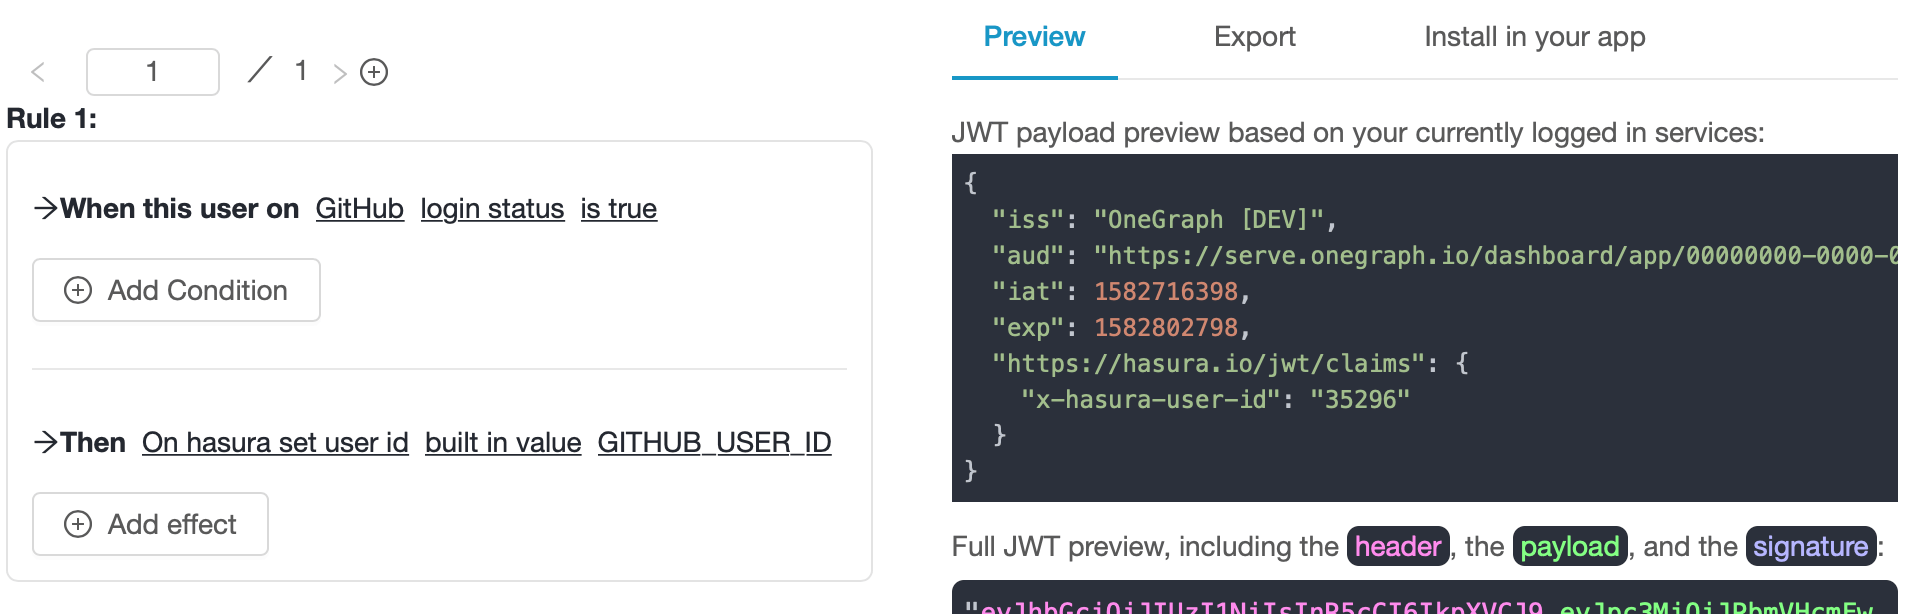 < 1 / 1 >
Rule 1:
→When this user on GitHub login status is true
Add Condition
→Then On hasura set user id built in value GITHUB_USER_ID
Add effect
Preview Export Install in your app
JWT payload preview based on your currently logged in services:
{
"iss": "OneGraph [DEV]",
"aud": "https://serve.onegraph.io/dashboard/app/00000000-0000-0
"iat": 1582716398,
"exp": 1582802798,
"https://hasura.io/jwt/claims": {
"x-hasura-user-id": "35296"
}
}
Full JWT preview, including the header, the payload, and the signature: